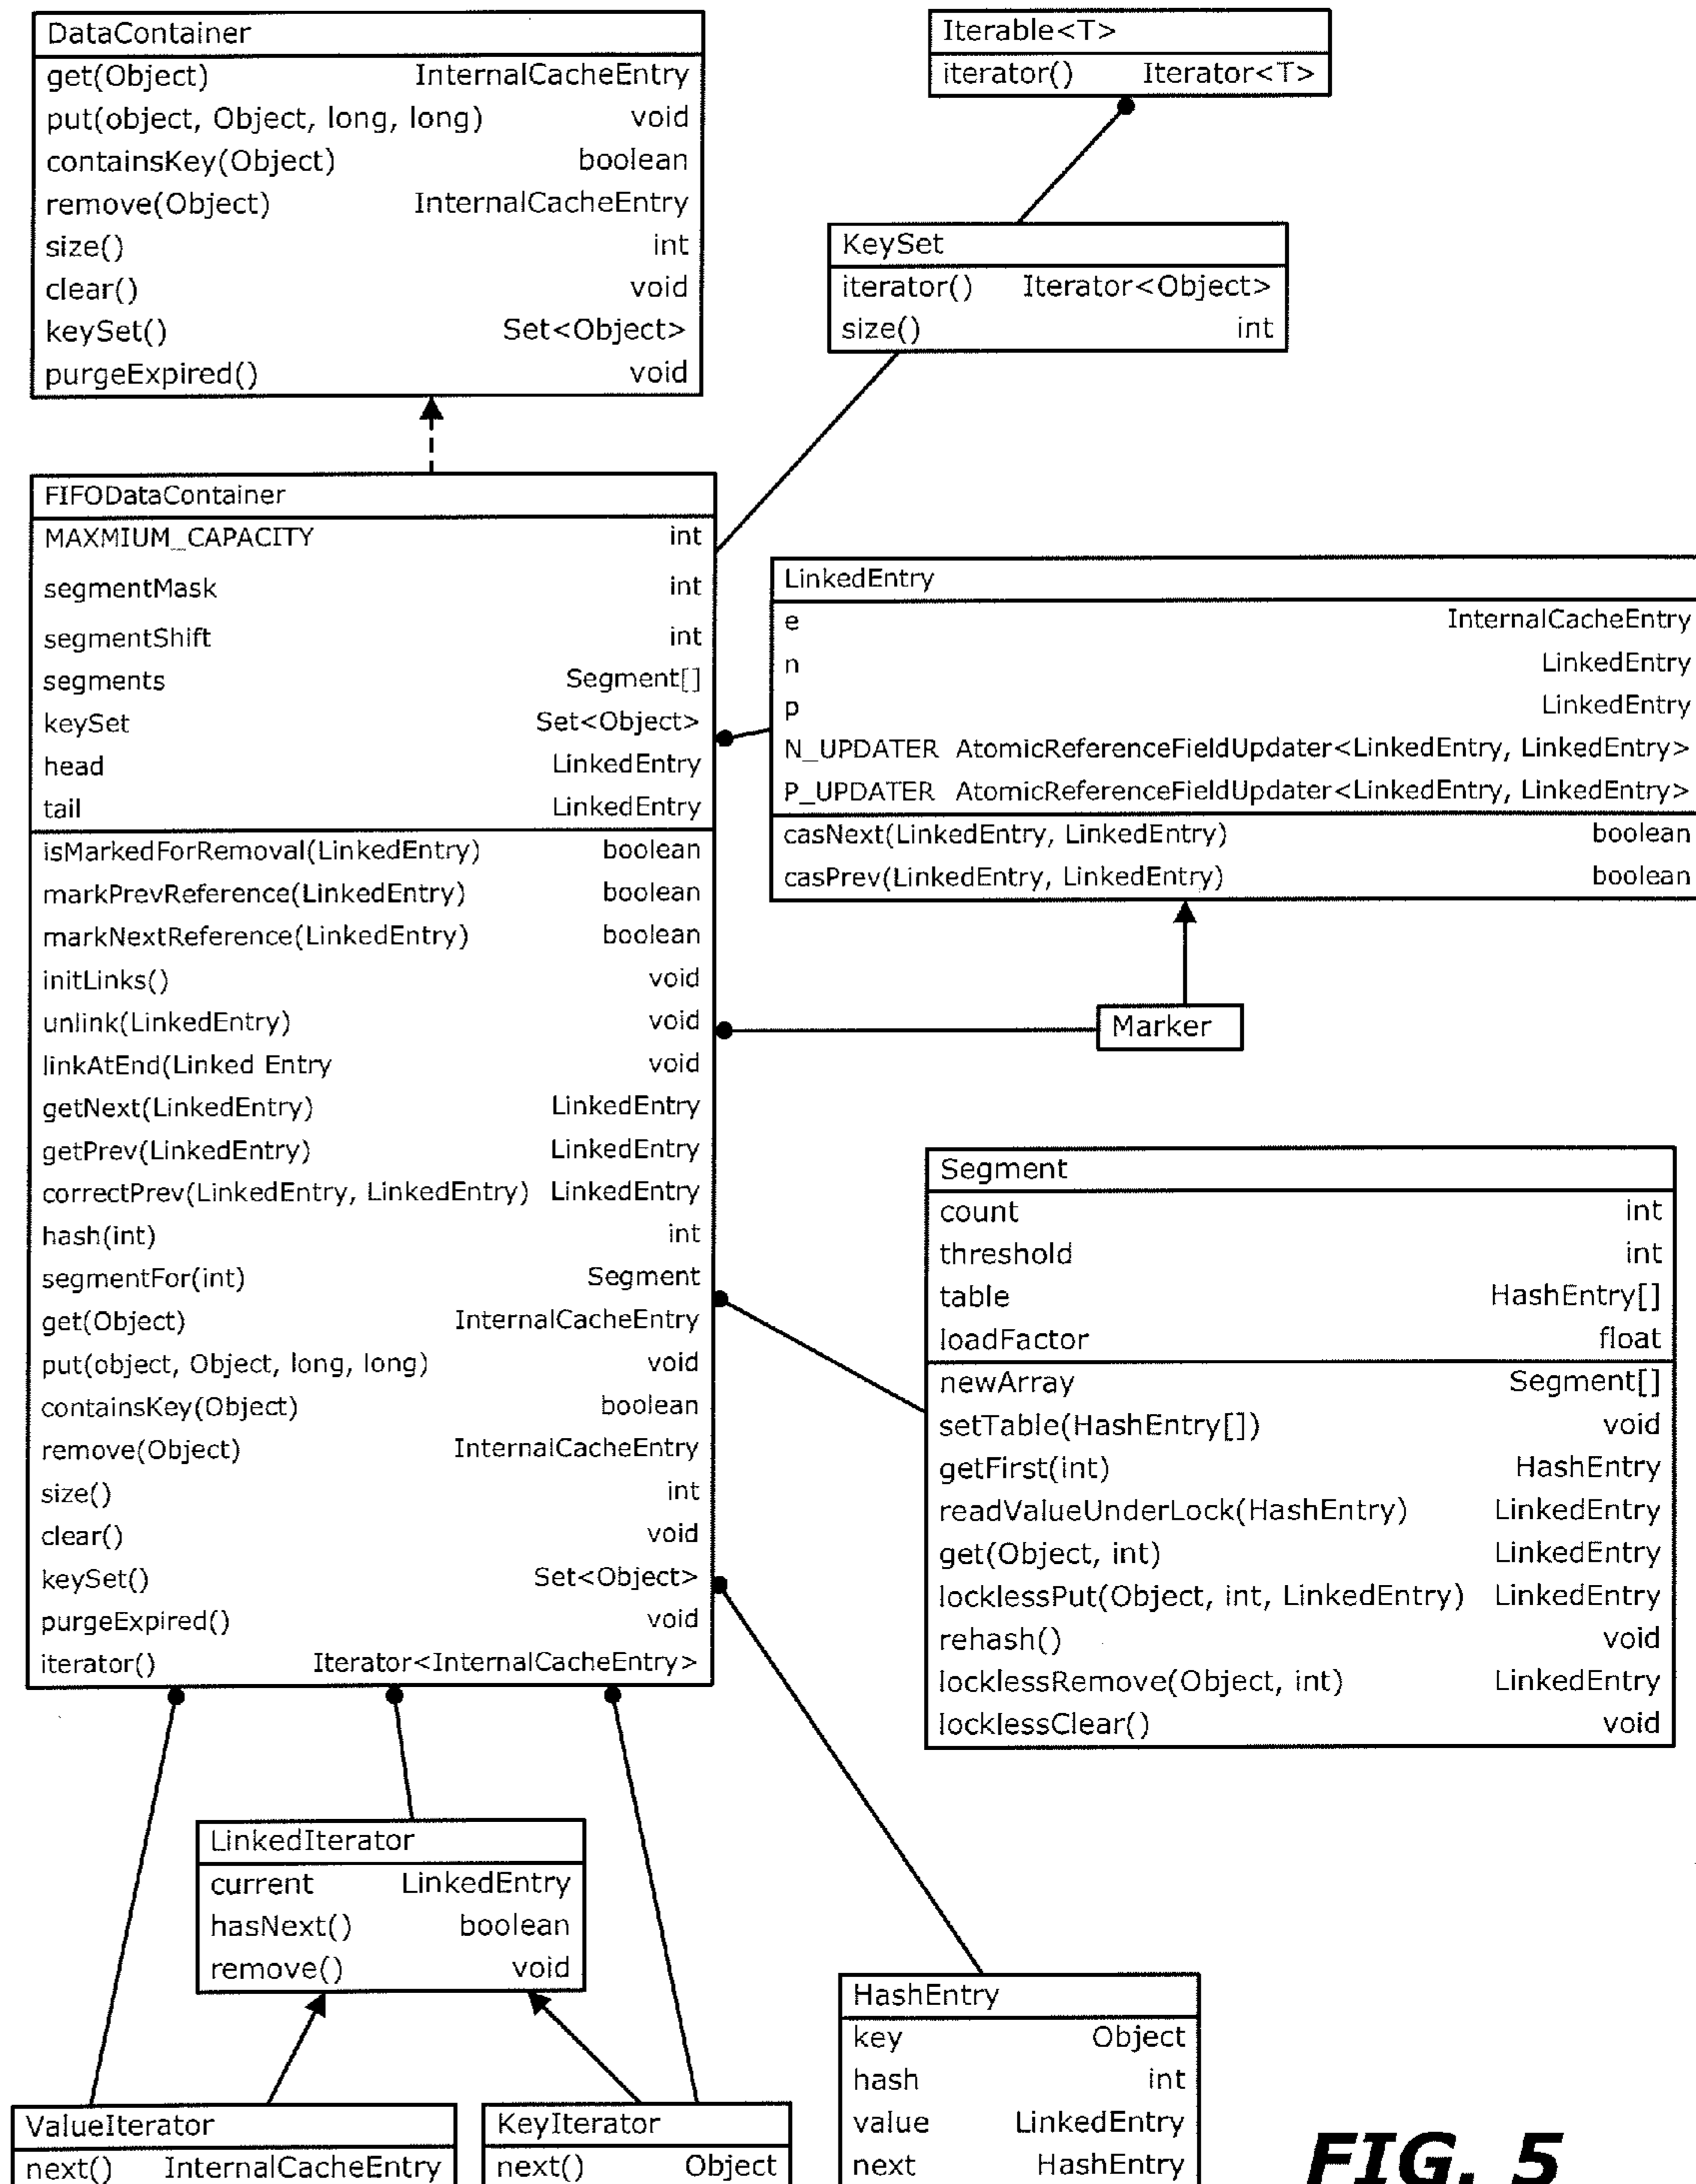 DataContainer
get(Object) InternalCacheEntry
put(object, Object, long, long) void
containsKey(Object) boolean
remove(Object) InternalCacheEntry
size() int
clear() void
keySet() Set<Object>
purgeExpired() void
Iterable<T>
iterator() Iterator<T>
KeySet
iterator() Iterator<Object>
size() int
FIFODataContainer
MAXMIUM_CAPACITY int
segmentMask int
segmentShift int
segments Segment[]
keySet Set<Object>
head LinkedEntry
tail LinkedEntry
isMarkedForRemoval(LinkedEntry) boolean
markPrevReference(LinkedEntry) boolean
markNextReference(LinkedEntry) boolean
initLinks() void
unlink(LinkedEntry) void
linkAtEnd(Linked Entry void
getNext(LinkedEntry) LinkedEntry
getPrev(LinkedEntry) LinkedEntry
correctPrev(LinkedEntry, LinkedEntry) LinkedEntry
hash(int) int
segmentFor(int) Segment
get(Object) InternalCacheEntry
put(object, Object, long, long) void
containsKey(Object) boolean
remove(Object) InternalCacheEntry
size() int
clear() void
keySet() Set<Object>
purgeExpired() void
iterator() Iterator<InternalCacheEntry>
LinkedEntry
e InternalCacheEntry
n LinkedEntry
p LinkedEntry
N_UPDATER AtomicReferenceFieldUpdater<LinkedEntry, LinkedEntry>
P_UPDATER AtomicReferenceFieldUpdater<LinkedEntry, LinkedEntry>
casNext(LinkedEntry, LinkedEntry) boolean
casPrev(LinkedEntry, LinkedEntry) boolean
Marker
Segment
count int
threshold int
table HashEntry[]
loadFactor float
newArray Segment[]
setTable(HashEntry[]) void
getFirst(int) HashEntry
readValueUnderLock(HashEntry) LinkedEntry
get(Object, int) LinkedEntry
locklessPut(Object, int, LinkedEntry) LinkedEntry
rehash() void
locklessRemove(Object, int) LinkedEntry
locklessClear() void
LinkedIterator
current LinkedEntry
hasNext() boolean
remove() void
ValueIterator
next() InternalCacheEntry
KeyIterator
next() Object
HashEntry
key Object
hash int
value LinkedEntry
next HashEntry
FIG. 5